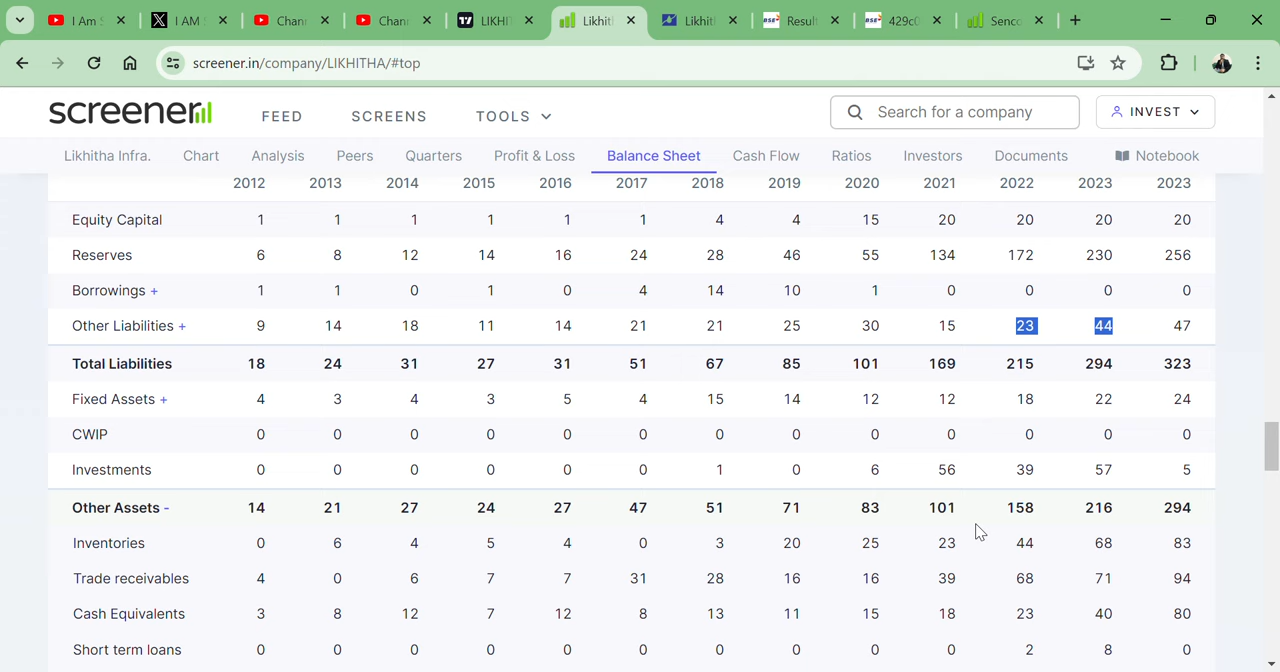 I Am S
I AM S
Chann
Chann
LIKHIT
Likhitl
Likhitl
BSE Result
BSE 429c0
Senco
screener.in/company/LIKHITHA/#top
screener
FEED
SCREENS
TOOLS
Search for a company
INVEST
Likhitha Infra.
Chart
Analysis
Peers
Quarters
Profit & Loss
Balance Sheet
Cash Flow
Ratios
Investors
Documents
Notebook
2012 2013 2014 2015 2016 2017 2018 2019 2020 2021 2022 2023 2023
Equity Capital 1 1 1 1 1 1 4 4 15 20 20 20 20
Reserves 6 8 12 14 16 24 28 46 55 134 172 230 256
Borrowings + 1 1 0 1 0 4 14 10 1 0 0 0 0
Other Liabilities + 9 14 18 11 14 21 21 25 30 15 23 44 47
Total Liabilities 18 24 31 27 31 51 67 85 101 169 215 294 323
Fixed Assets + 4 3 4 3 5 4 15 14 12 12 18 22 24
CWIP 0 0 0 0 0 0 0 0 0 0 0 0 0
Investments 0 0 0 0 0 0 1 0 6 56 39 57 5
Other Assets - 14 21 27 24 27 47 51 71 83 101 158 216 294
Inventories 0 6 4 5 4 0 3 20 25 23 44 68 83
Trade receivables 4 0 6 7 7 31 28 16 16 39 68 71 94
Cash Equivalents 3 8 12 7 12 8 13 11 15 18 23 40 80
Short term loans 0 0 0 0 0 0 0 0 0 0 2 8 0